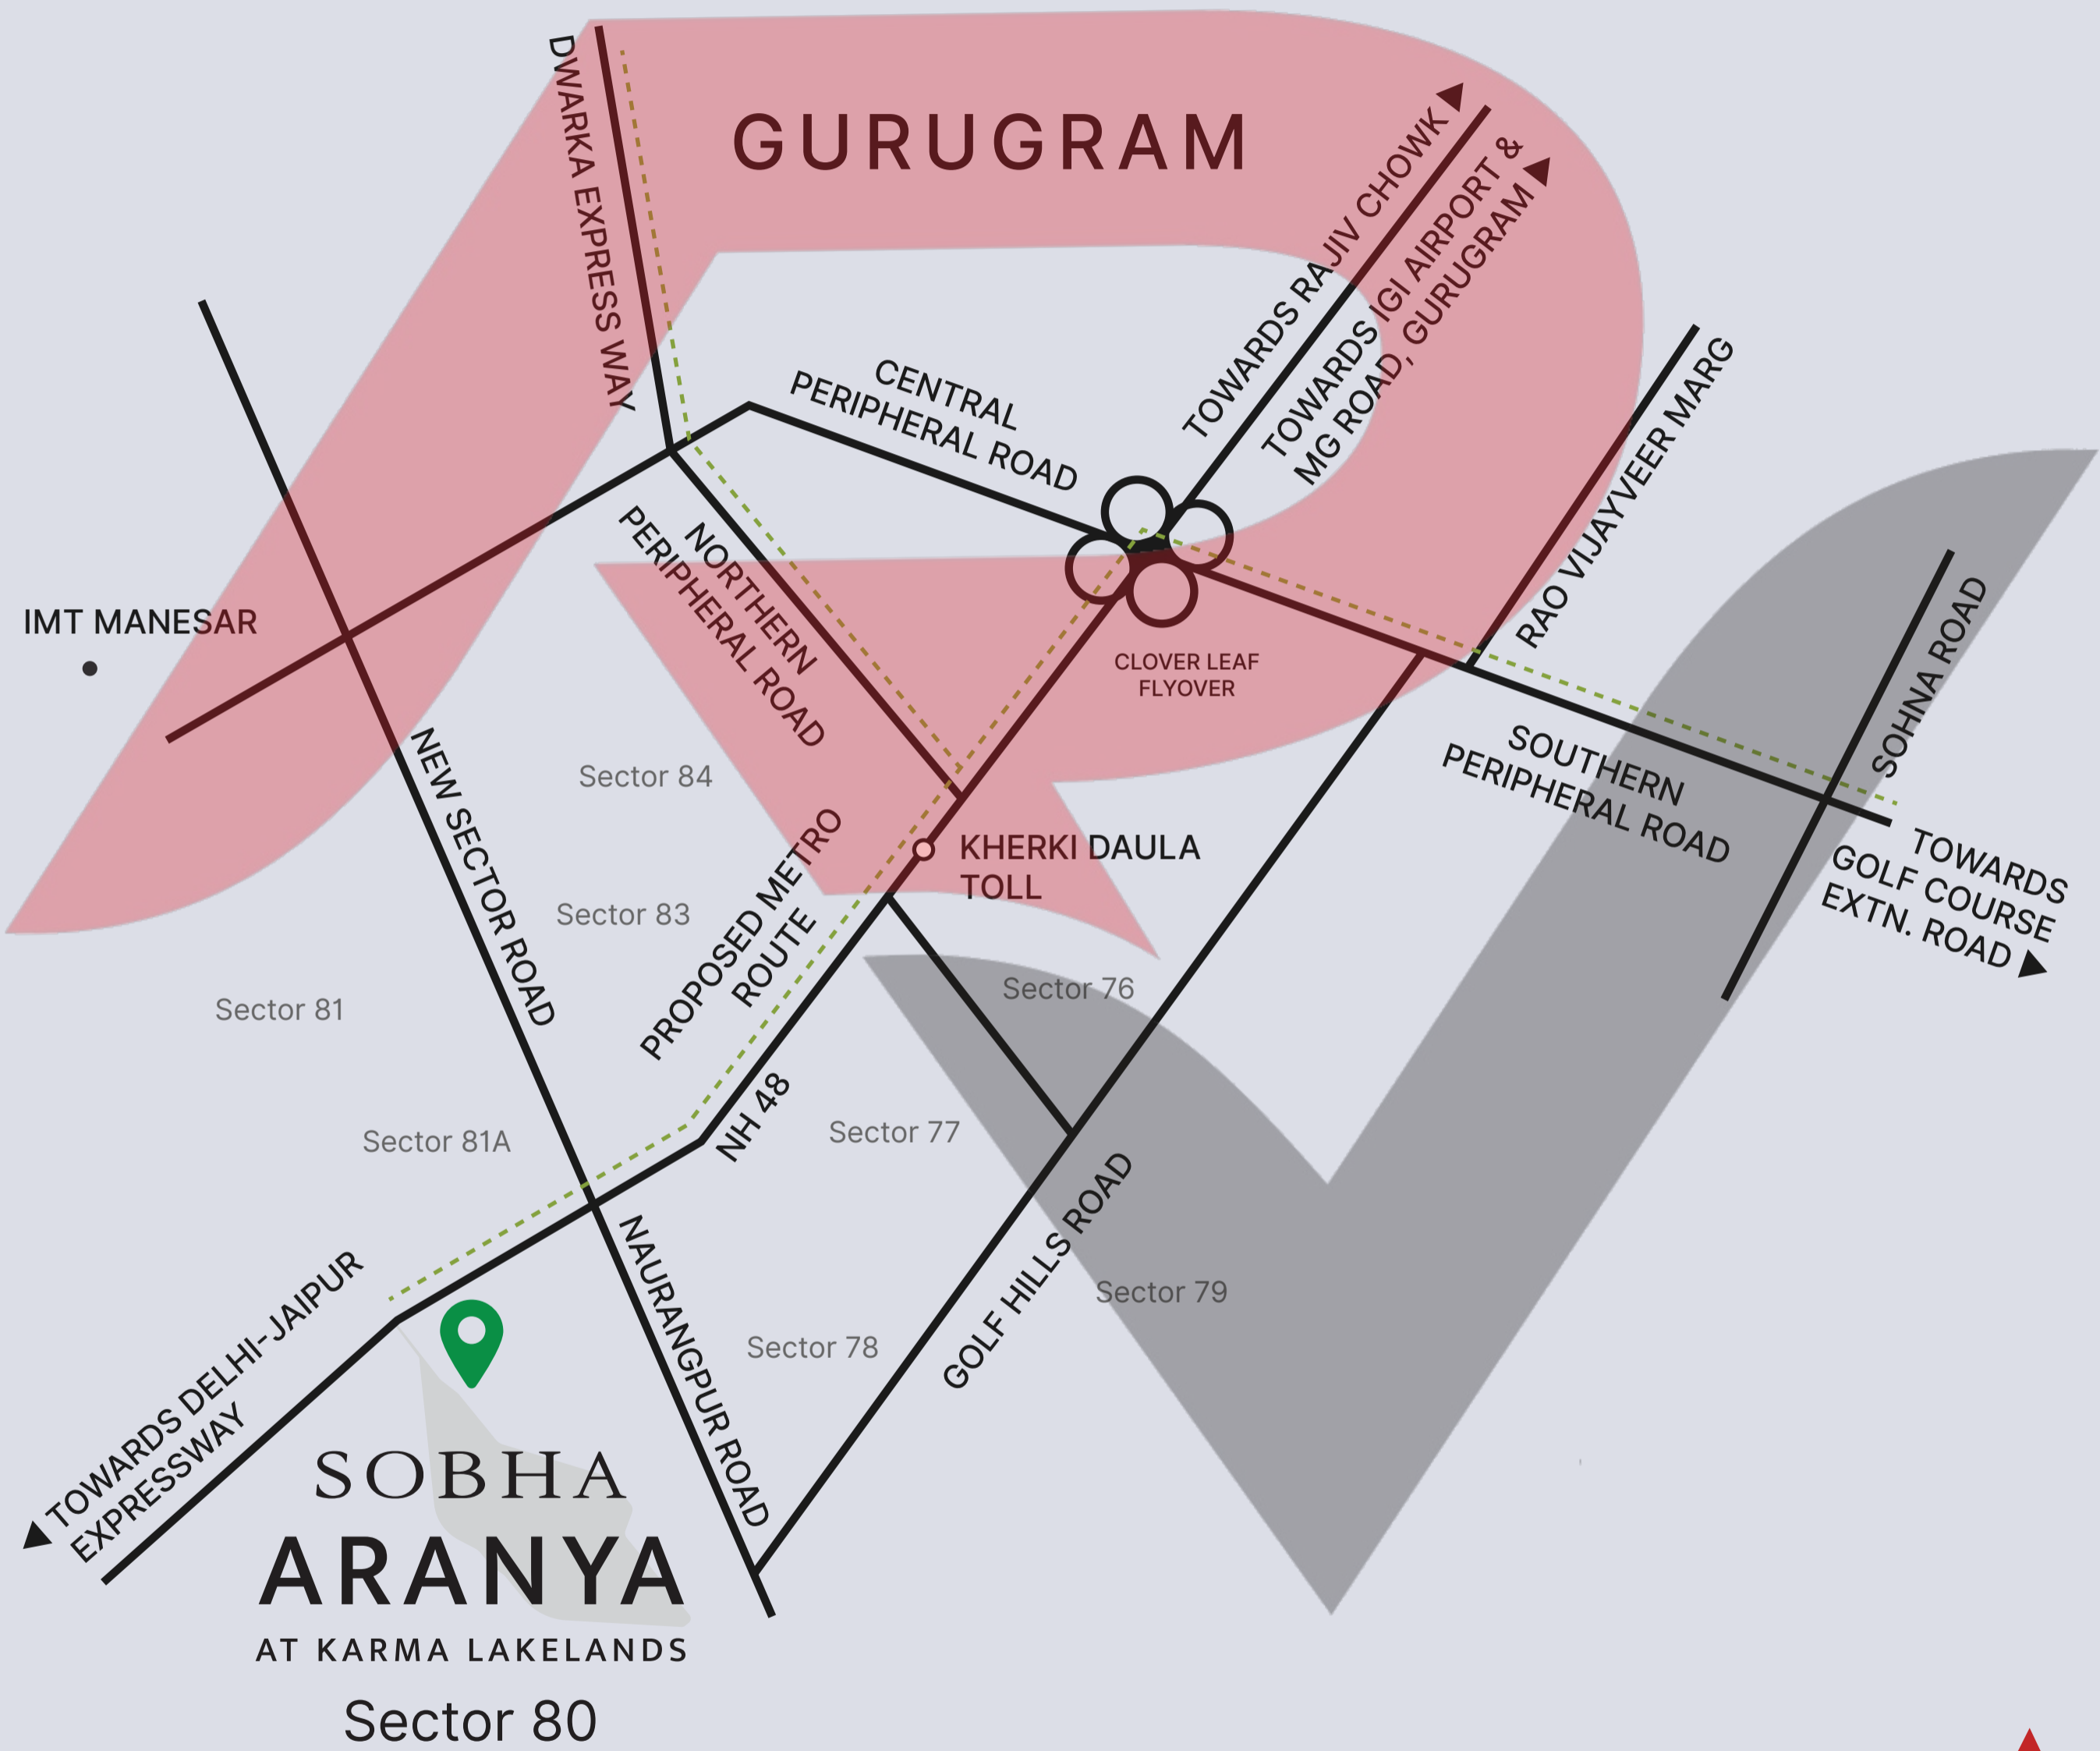 DWARKA EXPRESS WAY
GURUGRAM
TOWARDS RAJIV CHOWK
TOWARDS IGI AIRPORT &
MG ROAD, GURUGRAM
CENTRAL
PERIPHERAL ROAD
RAO VIJAYVEER MARG
NORTHERN
PERIPHERAL ROAD
IMT MANESAR
CLOVER LEAF
FLYOVER
SOHNA ROAD
SOUTHERN
PERIPHERAL ROAD
NEW SECTOR ROAD
Sector 84
KHERKI DAULA
TOLL
TOWARDS
GOLF COURSE
EXTN. ROAD
PROPOSED METRO
ROUTE
Sector 83
Sector 76
Sector 81
NH 48
Sector 77
Sector 81A
GOLF HILLS ROAD
NAURANGPUR ROAD
Sector 79
Sector 78
TOWARDS DELHI-JAIPUR
EXPRESSWAY
SOBHA
ARANYA
AT KARMA LAKELANDS
Sector 80